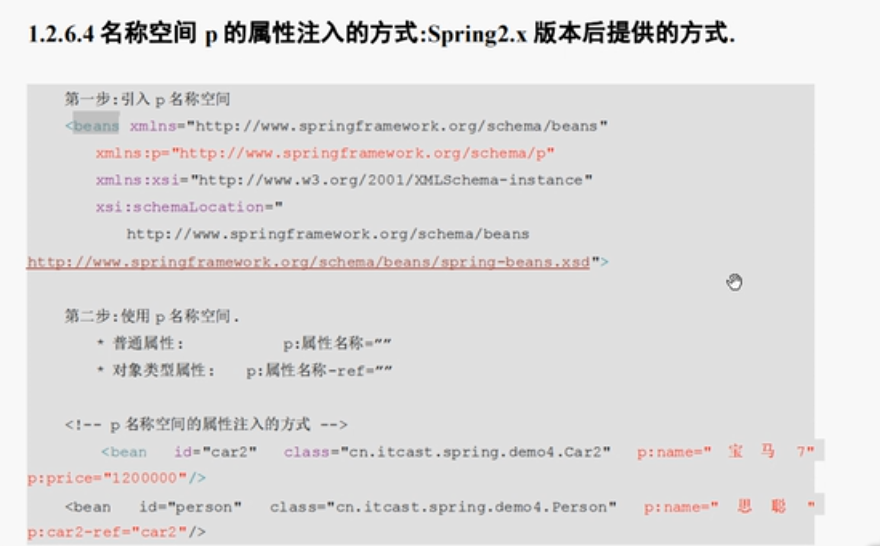 1.2.6.4 名称空间 p 的属性注入的方式:Spring2.x 版本后提供的方式.
第一步:引入 p 名称空间
<beans xmlns="http://www.springframework.org/schema/beans"
xmlns:p="http://www.springframework.org/schema/p"
xmlns:xsi="http://www.w3.org/2001/XMLSchema-instance"
xsi:schemaLocation="
http://www.springframework.org/schema/beans
http://www.springframework.org/schema/beans/spring-beans.xsd">
第二步:使用 p 名称空间.
* 普通属性: p:属性名称=""
* 对象类型属性: p:属性名称-ref=""
<!-- p 名称空间的属性注入的方式 -->
<bean id="car2" class="cn.itcast.spring.demo4.Car2" p:name=" 宝 马 7"
p:price="1200000"/>
<bean id="person" class="cn.itcast.spring.demo4.Person" p:name=" 思 聪 "
p:car2-ref="car2"/>